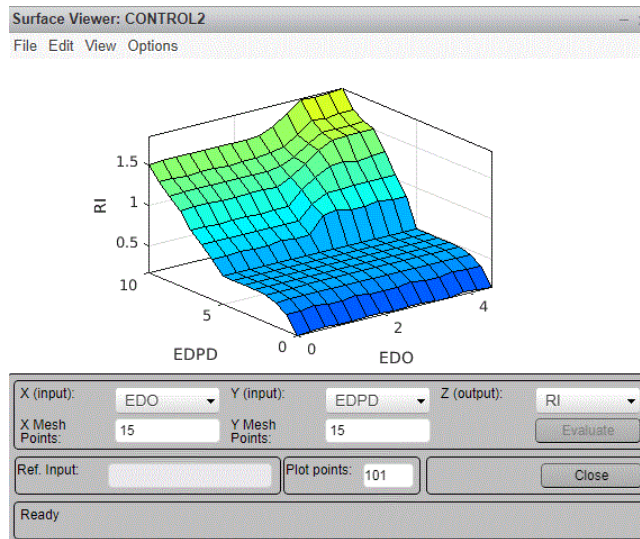 Surface Viewer: CONTROL2
File Edit View Options
1.5
1
0.5
RI
10
5
0
EDPD
0
2
4
EDO
X (input): EDO Y (input): EDPD Z (output): RI
X Mesh Points: 15 Y Mesh Points: 15 Evaluate
Ref. Input: Plot points: 101 Close
Ready